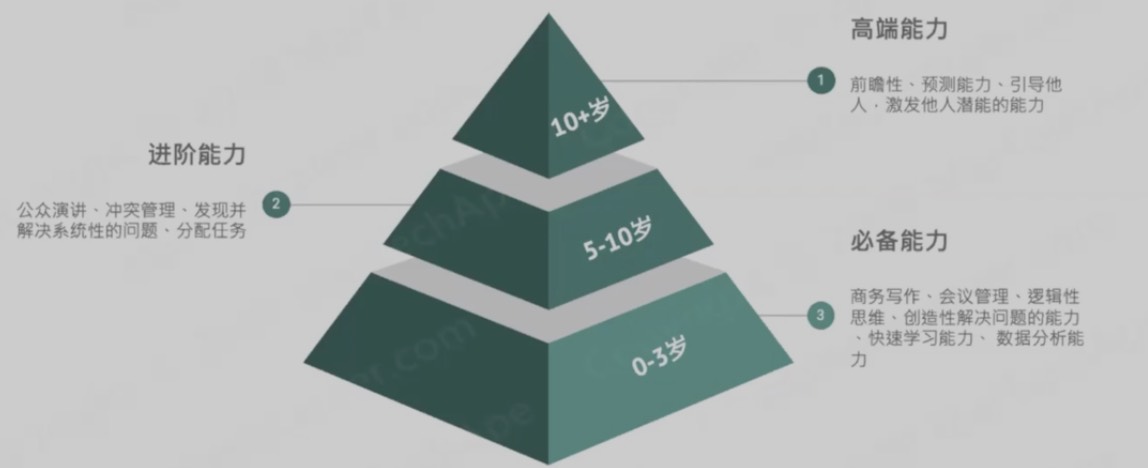 高端能力
1
前瞻性、预测能力、引导他
人，激发他人潜能的能力
10+岁
进阶能力
2
公众演讲、冲突管理、发现并
解决系统性的问题、分配任务
5-10岁
必备能力
3
商务写作、会议管理、逻辑性
思维、创造性解决问题的能力
、快速学习能力、 数据分析能
力
0-3岁